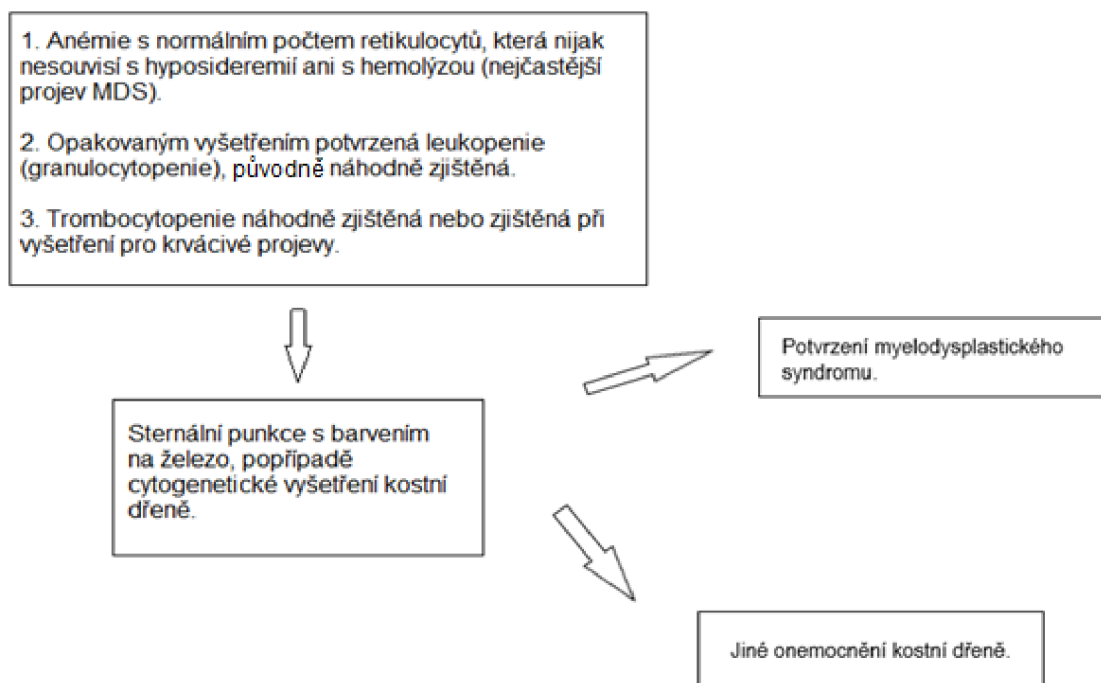 1. Anémie s normálním počtem retikulocytů, která nijak
nesouvisí s hyposideremií ani s hemolýzou (nejčastější
projev MDS).
2. Opakovaným vyšetřením potvrzená leukopenie
(granulocytopenie), původně náhodně zjištěná.
3. Trombocytopenie náhodně zjištěná nebo zjištěná při
vyšetření pro krvácivé projevy.
Potvrzení myelodysplastického
syndromu.
Sternální punkce s barvením
na železo, popřípadě
cytogenetické vyšetření kostní
dřeně.
Jiné onemocnění kostní dřeně.